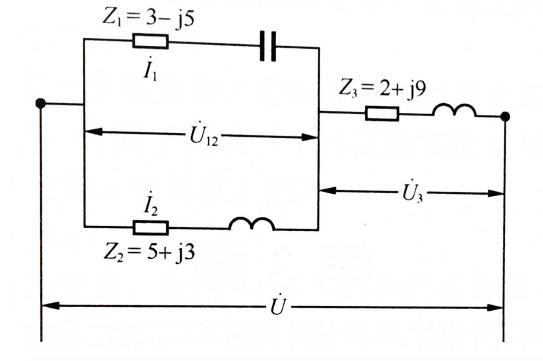 Z₁= 3− j5
İ₁
Z₃= 2+ j9
U̇₁₂
U̇₃
İ₂
Z₂= 5+ j3
U̇